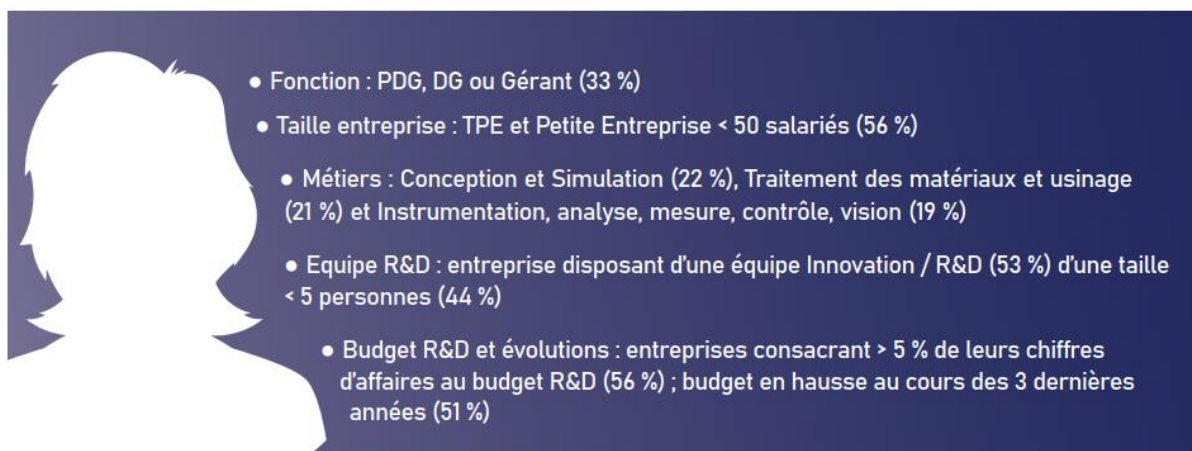 ● Fonction : PDG, DG ou Gérant (33 %)
● Taille entreprise : TPE et Petite Entreprise < 50 salariés (56 %)
● Métiers : Conception et Simulation (22 %), Traitement des matériaux et usinage
(21 %) et Instrumentation, analyse, mesure, contrôle, vision (19 %)
● Equipe R&D : entreprise disposant d'une équipe Innovation / R&D (53 %) d'une taille
< 5 personnes (44 %)
● Budget R&D et évolutions : entreprises consacrant > 5 % de leurs chiffres
d'affaires au budget R&D (56 %) ; budget en hausse au cours des 3 dernières
années (51 %)